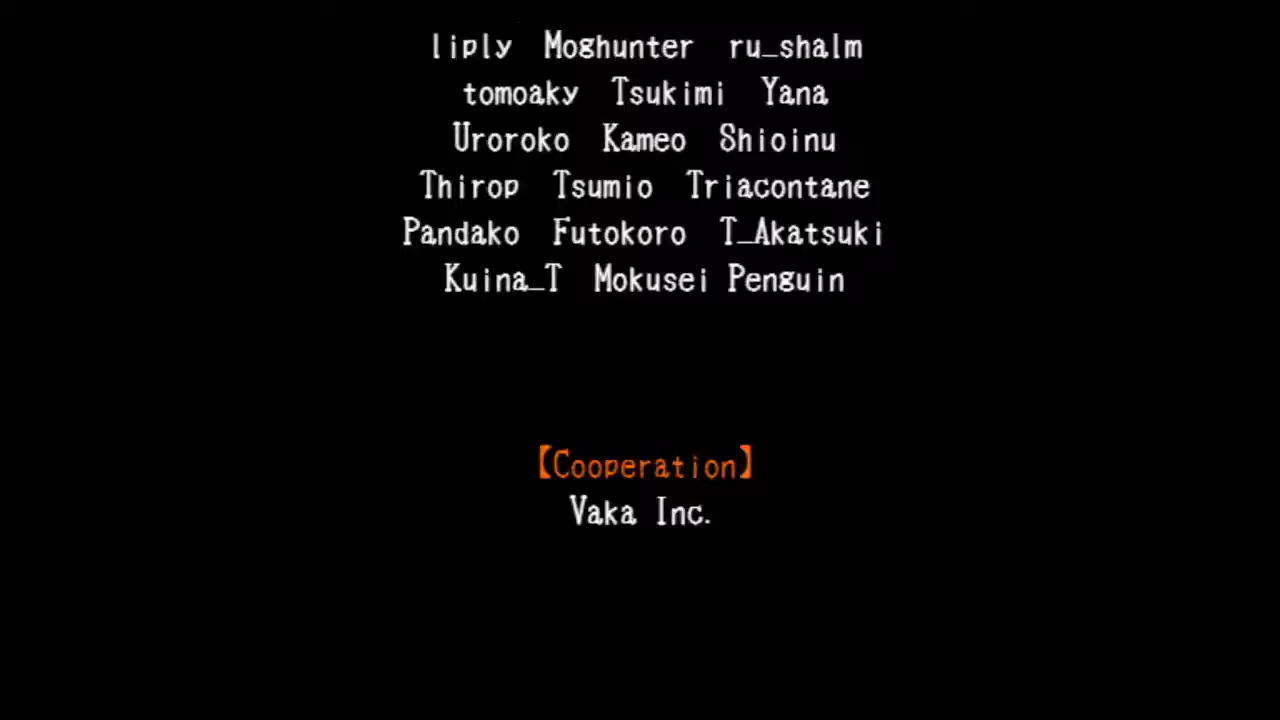 liply Moghunter ru_shalm
tomoaky Tsukimi Yana
Uroroko Kameo Shioinu
Thirop Tsumio Triacontane
Pandako Futokoro T_Akatsuki
Kuina_T Mokusei Penguin
【Cooperation】
Vaka Inc.